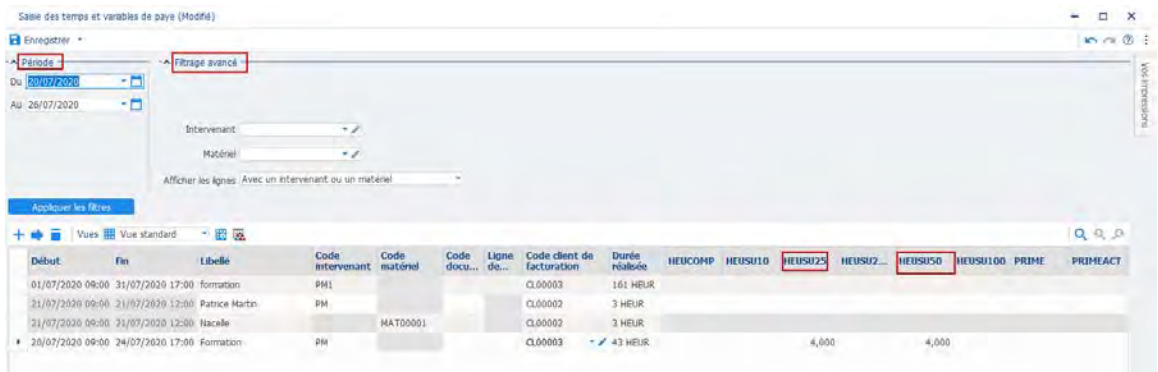 Saisie des temps et variables de paye (Modifié)
Enregistrer
Période
Filtrage avancé
Du 20/07/2020
Au 26/07/2020
Intervenant
Matériel
Afficher les lignes Avec un intervenant ou un matériel
Appliquer les filtres
Vos impressions
Vues Vue standard
Début Fin Libellé Code intervenant Code matériel Code docu... Ligne de... Code client de facturation Durée réalisée HEUCOMP HEUSU10 HEUSU25 HEUSU2... HEUSU50 HEUSU100 PRIME PRIMEACT
01/07/2020 09:00 31/07/2020 17:00 formation PM1 CL00003 161 HEUR
21/07/2020 09:00 21/07/2020 12:00 Patrice Martin PM CL00002 3 HEUR
21/07/2020 09:00 21/07/2020 12:00 Nacelle MAT00001 CL00002 3 HEUR
20/07/2020 09:00 24/07/2020 17:00 Formation PM CL00003 43 HEUR 4,000 4,000